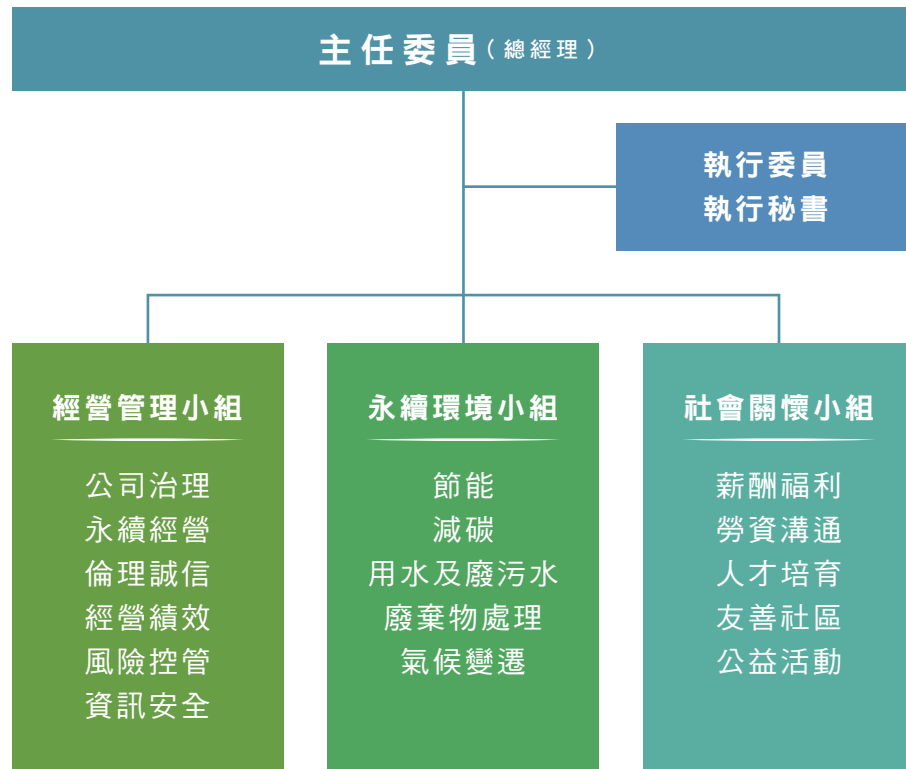 主任委員（總經理）
執行委員
執行秘書
經營管理小組
公司治理
永續經營
倫理誠信
經營績效
風險控管
資訊安全
永續環境小組
節能
減碳
用水及廢污水
廢棄物處理
氣候變遷
社會關懷小組
薪酬福利
勞資溝通
人才培育
友善社區
公益活動